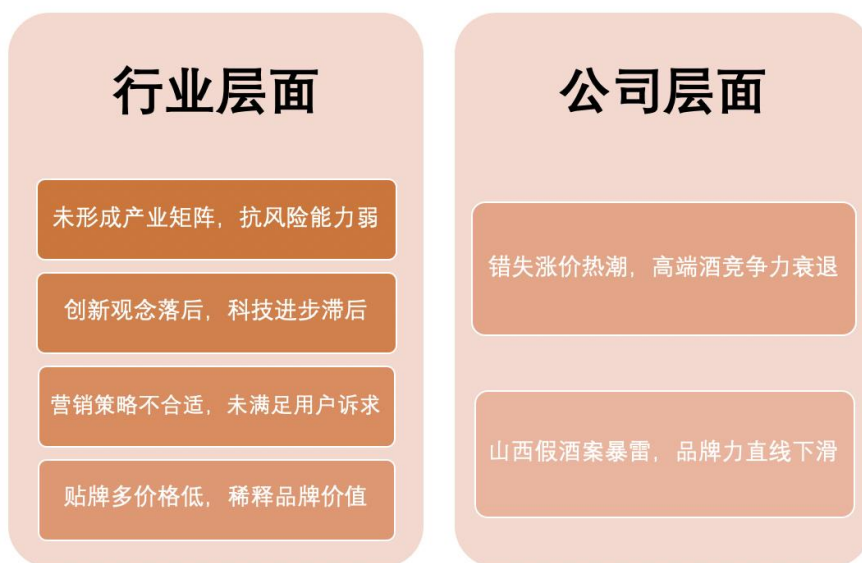 行业层面
未形成产业矩阵，抗风险能力弱
创新观念落后，科技进步滞后
营销策略不合适，未满足用户诉求
贴牌多价格低，稀释品牌价值
公司层面
错失涨价热潮，高端酒竞争力衰退
山西假酒案暴雷，品牌力直线下滑